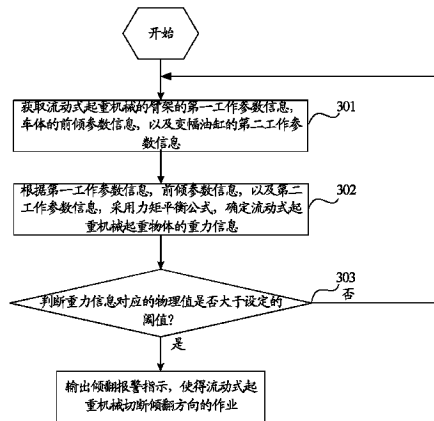 开始
获取流动式起重机械的臂架的第一工作参数信息,
车体的前倾参数信息, 以及变幅油缸的第二工作参
数信息
301
根据第一工作参数信息, 前倾参数信息, 以及第二
工作参数信息, 采用力矩平衡公式, 确定流动式起
重机械起重物体的重力信息
302
303
判断重力信息对应的物理值是否大于设定的
阈值?
否
是
输出倾翻报警指示, 使得流动式起
重机械切断倾翻方向的作业